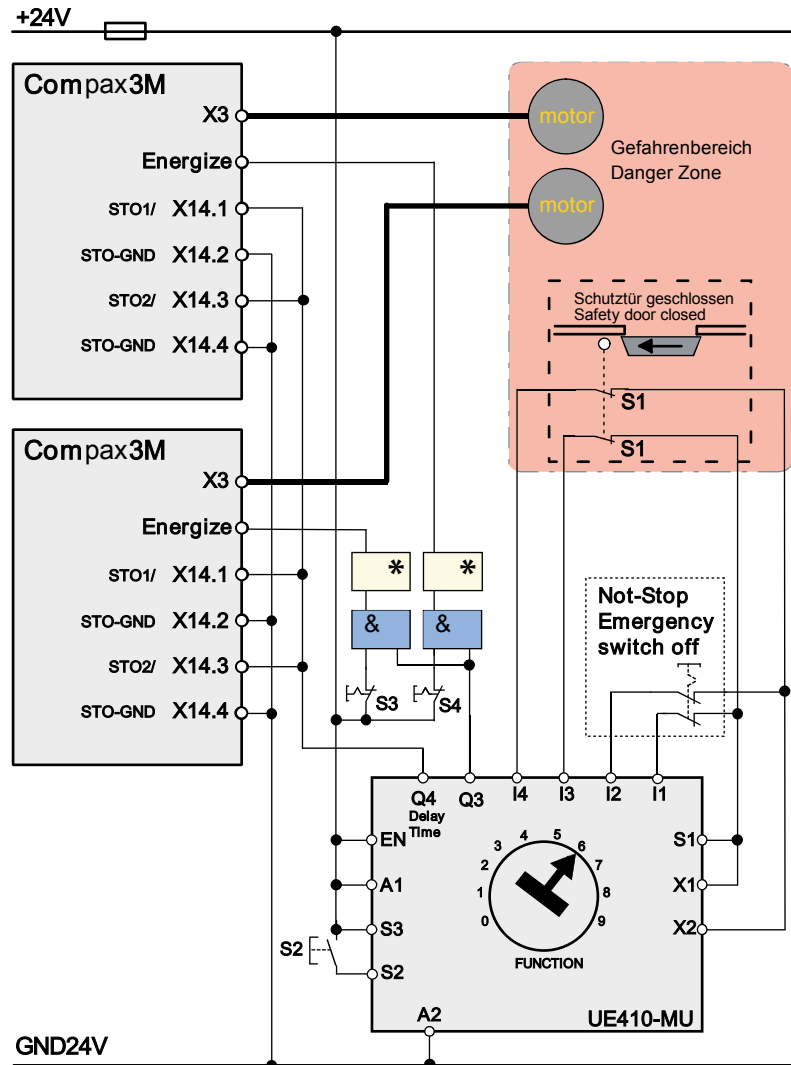 +24V
Compax3M
X3
Energize
STO1/ X14.1
STO-GND X14.2
STO2/ X14.3
STO-GND X14.4
motor
motor
Gefahrenbereich
Danger Zone
Schutztür geschlossen
Safety door closed
S1
S1
Compax3M
X3
Energize
STO1/ X14.1
STO-GND X14.2
STO2/ X14.3
STO-GND X14.4
* *
& &
S3 S4
Not-Stop
Emergency
switch off
Q4 Q3 I4 I3 I2 I1
Delay
Time
EN
A1
S3
S2
S2
0 1 2 3 4 5 6 7 8 9
FUNCTION
S1
X1
X2
A2
UE410-MU
GND24V